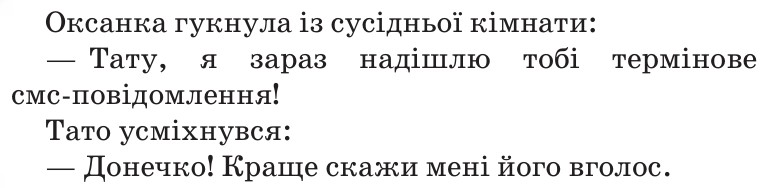 Оксанка гукнула із сусідньої кімнати:
— Тату, я зараз надішлю тобі термінове
смс-повідомлення!
Тато усміхнувся:
— Донечко! Краще скажи мені його вголос.